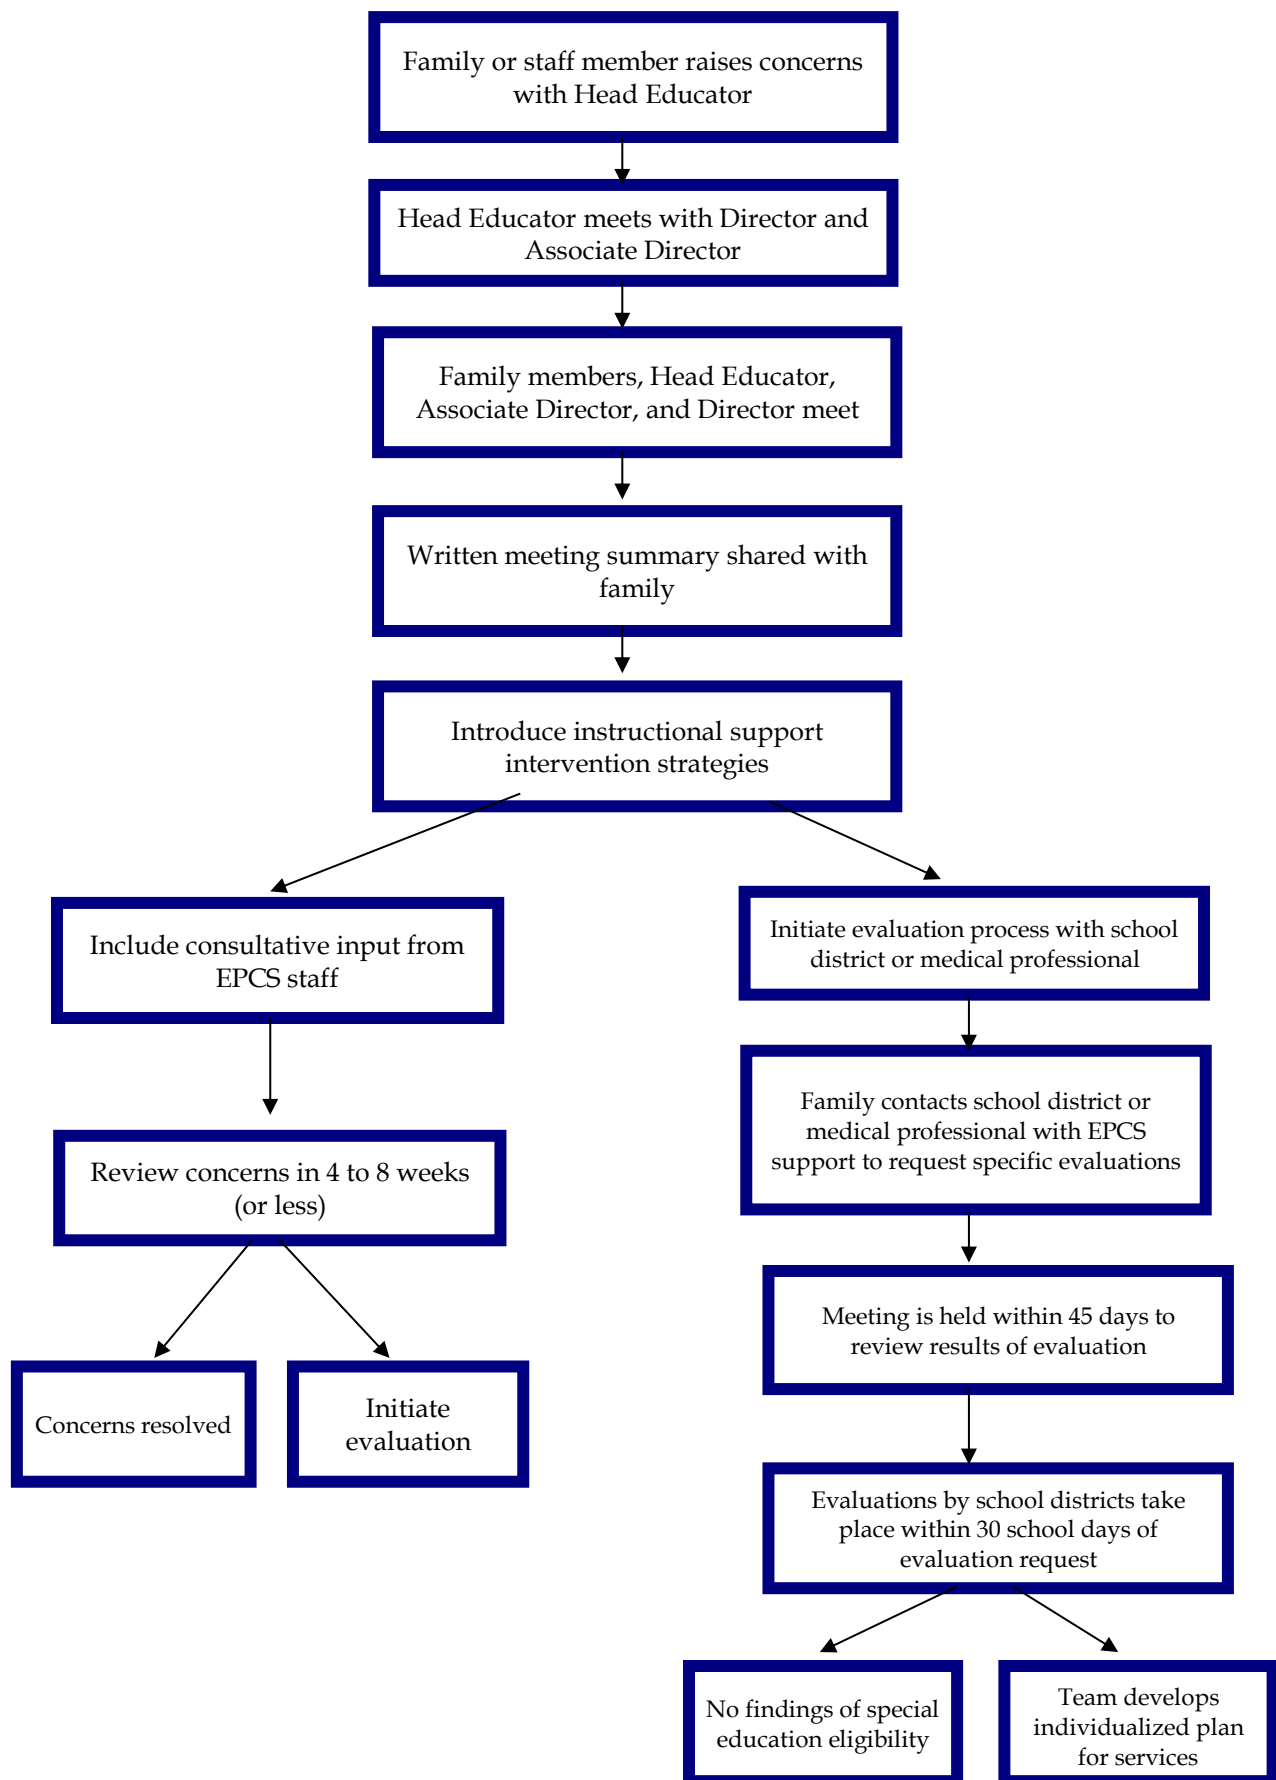 Family or staff member raises concerns
with Head Educator
Head Educator meets with Director and
Associate Director
Family members, Head Educator,
Associate Director, and Director meet
Written meeting summary shared with
family
Introduce instructional support
intervention strategies
Include consultative input from
EPCS staff
Review concerns in 4 to 8 weeks
(or less)
Concerns resolved
Initiate
evaluation
Initiate evaluation process with school
district or medical professional
Family contacts school district or
medical professional with EPCS
support to request specific evaluations
Meeting is held within 45 days to
review results of evaluation
Evaluations by school districts take
place within 30 school days of
evaluation request
No findings of special
education eligibility
Team develops
individualized plan
for services